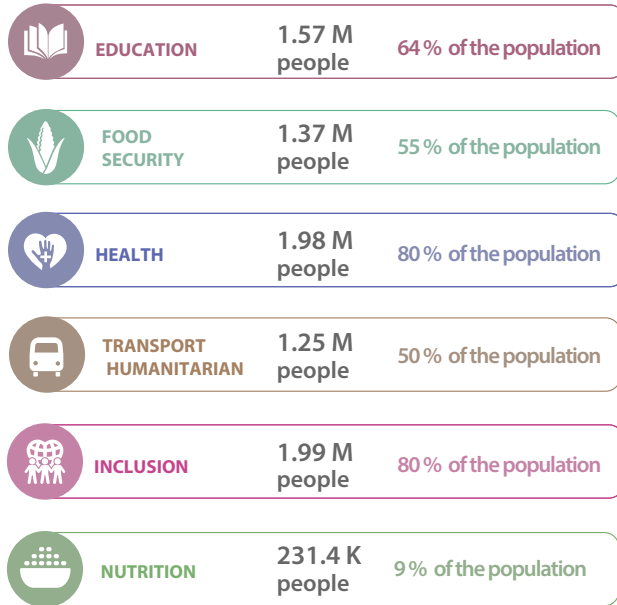 EDUCATION
1.57 M
people
64 % of the population
FOOD
SECURITY
1.37 M
people
55 % of the population
HEALTH
1.98 M
people
80 % of the population
TRANSPORT
HUMANITARIAN
1.25 M
people
50 % of the population
INCLUSION
1.99 M
people
80 % of the population
NUTRITION
231.4 K
people
9 % of the population